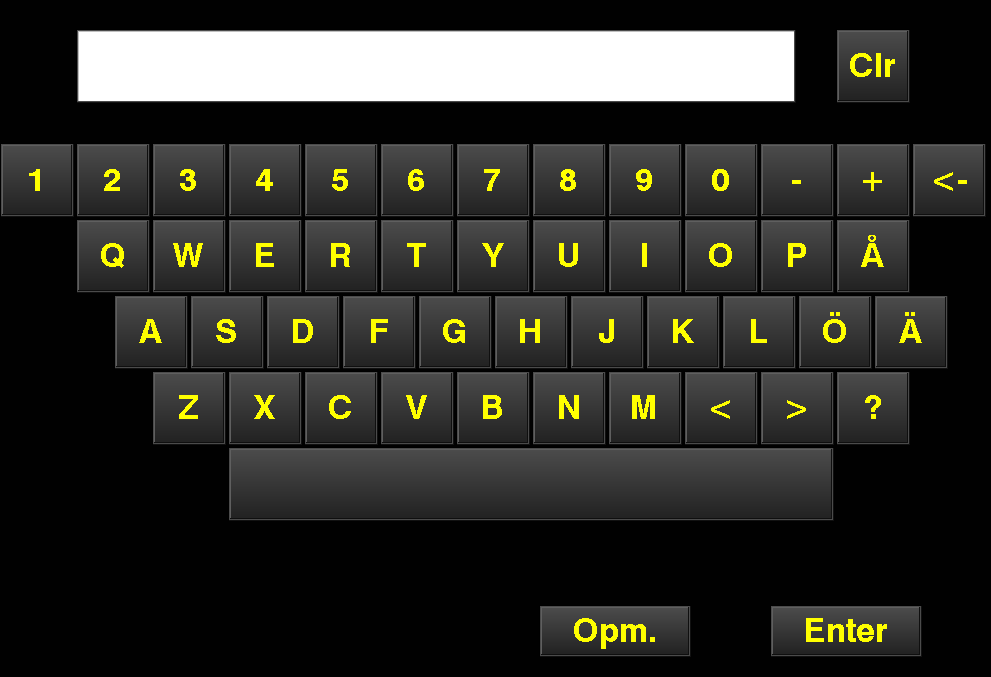 Clr
1 2 3 4 5 6 7 8 9 0 - + <-
Q W E R T Y U I O P Å
A S D F G H J K L Ö Ä
Z X C V B N M < > ?
Opm. Enter